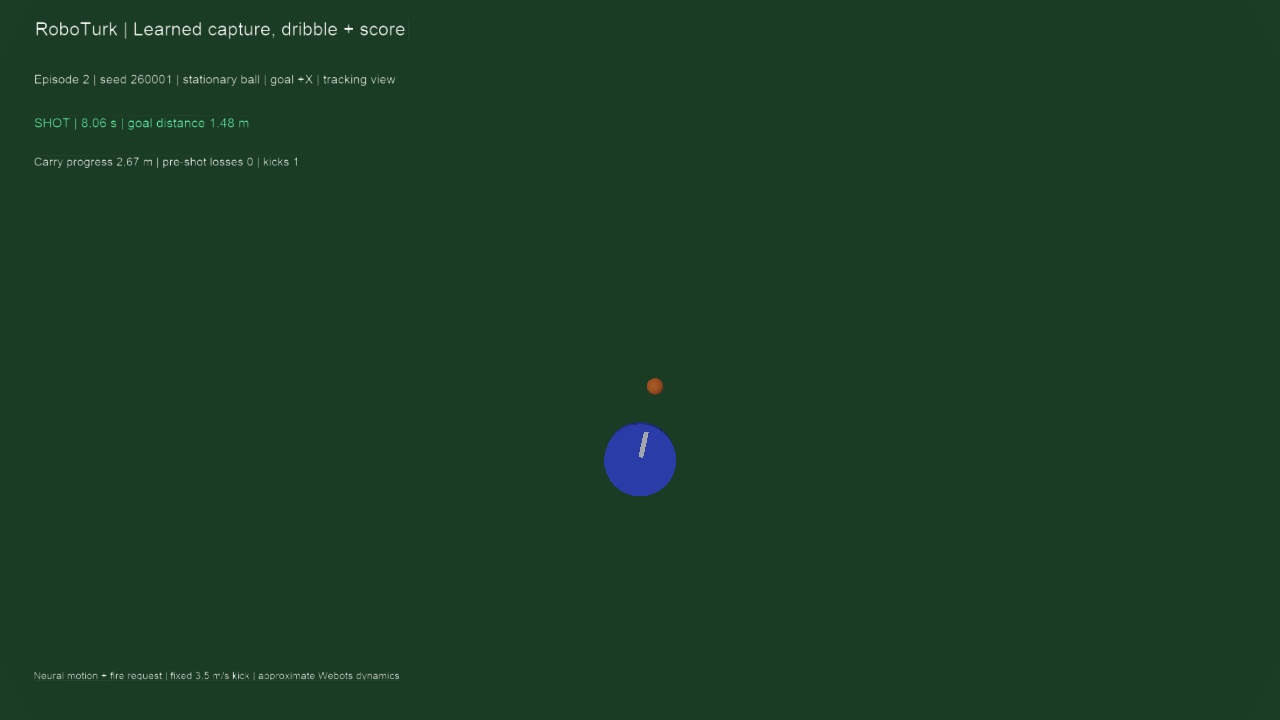 RoboTurk | Learned capture, dribble + score
Episode 2 | seed 260001 | stationary ball | goal +X | tracking view
SHOT | 8.06 s | goal distance 1.48 m
Carry progress 2.67 m | pre-shot losses 0 | kicks 1
Neural motion + fire request | fixed 3.5 m/s kick | approximate Webots dynamics